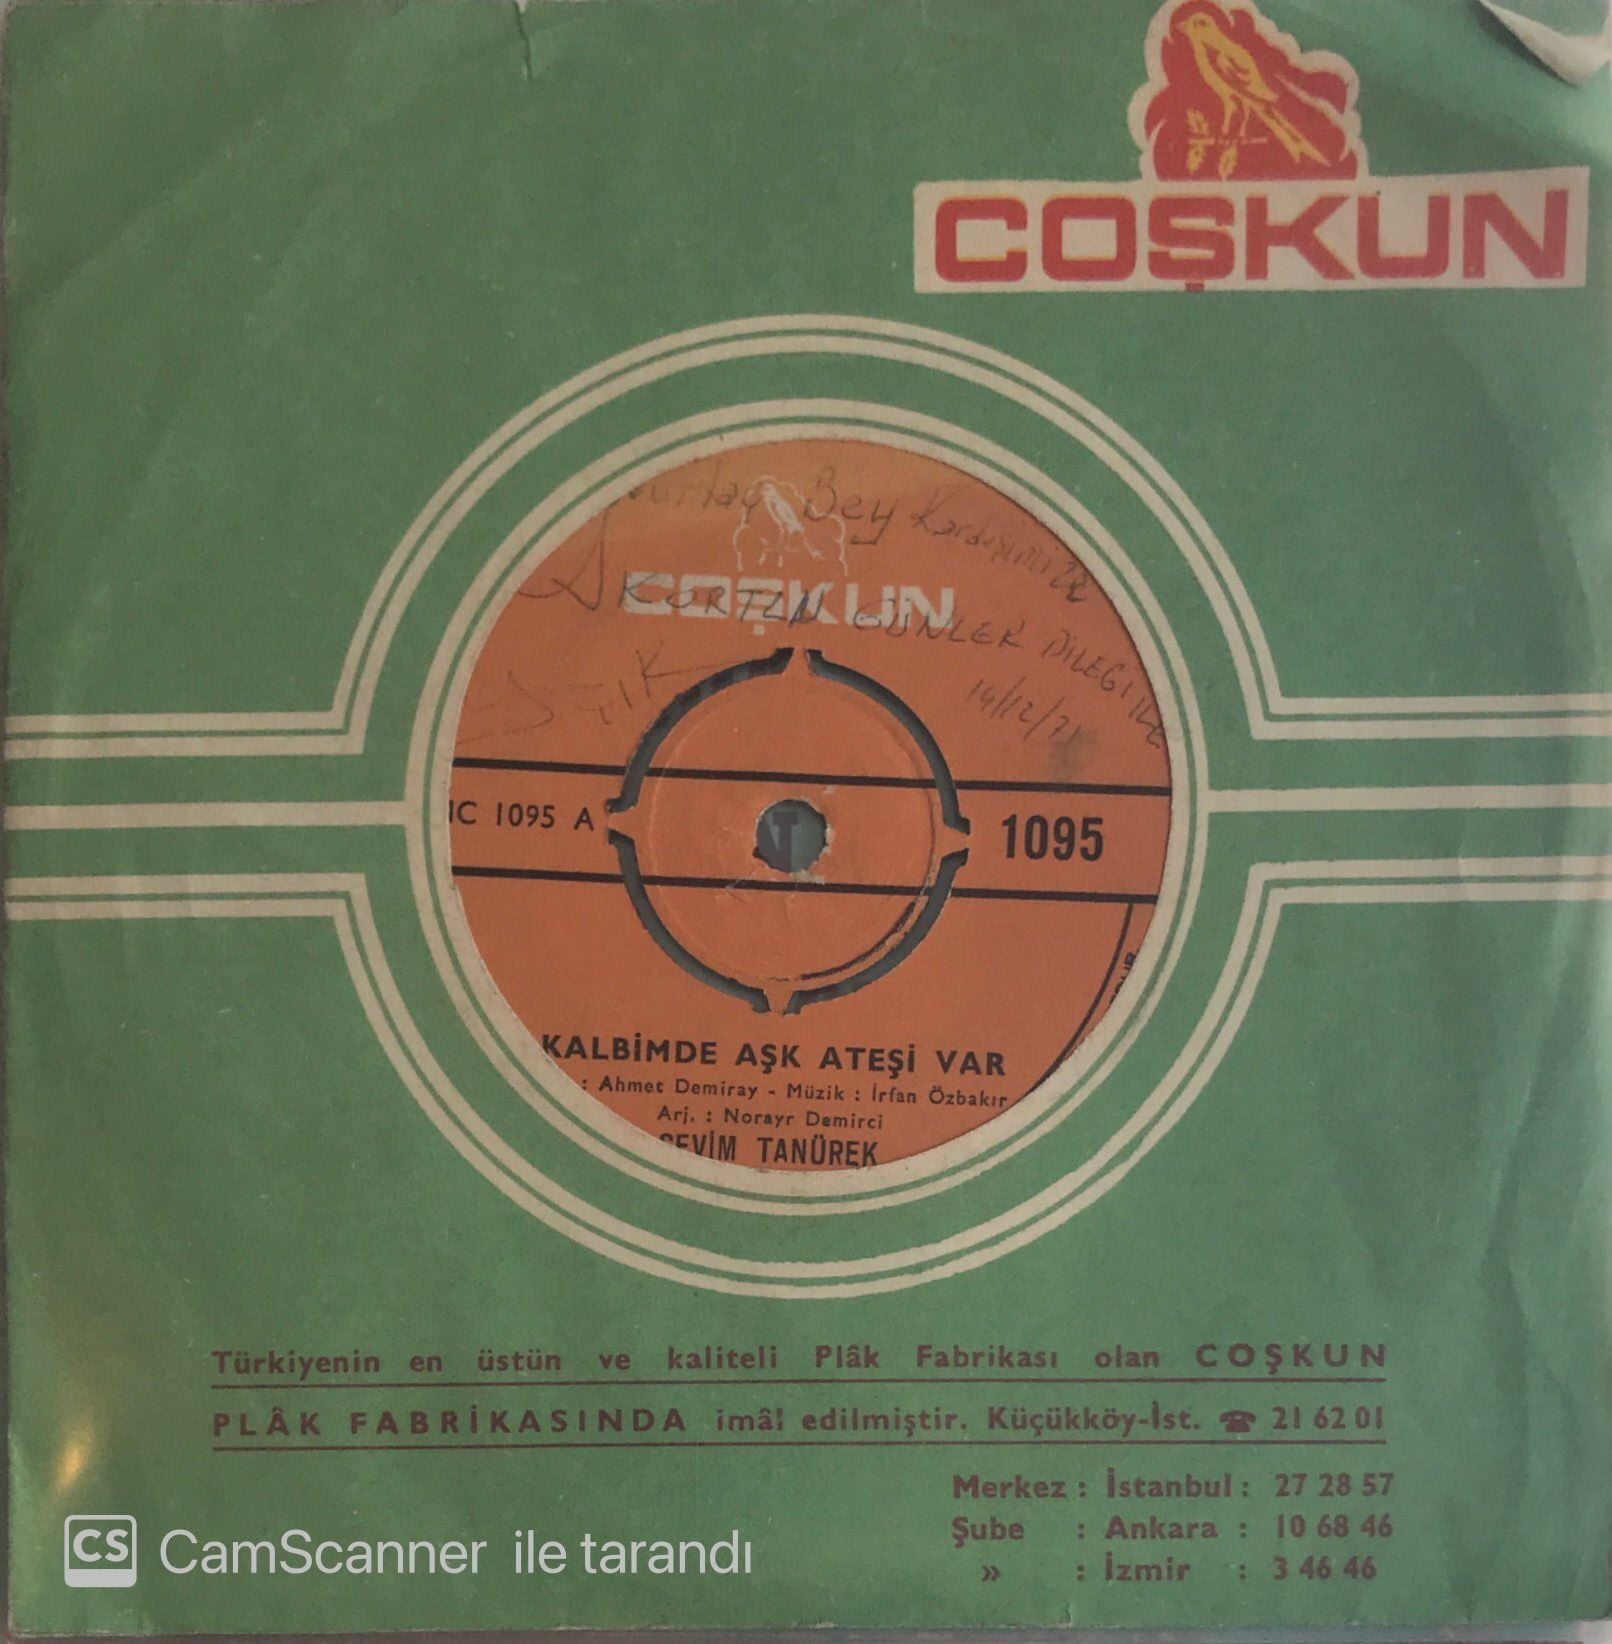 COŞKUN
Bey Kardeşimize
COŞKUN
GÜNLER DİLEĞİ İLE
14/12/71
1095 A
1095
KALBİMDE AŞK ATEŞİ VAR
: Ahmet Demiray - Müzik : İrfan Özbakır
Arj. : Norayr Demirci
SEVİM TANÜREK
Türkiyenin en üstün ve kaliteli Plâk Fabrikası olan COŞKUN
PLÂK FABRİKASINDA imâl edilmiştir. Küçükköy-İst. ☎ 21 62 01
Merkez : İstanbul : 27 28 57
Şube : Ankara : 10 68 46
» : İzmir : 3 46 46
CS CamScanner ile tarandı